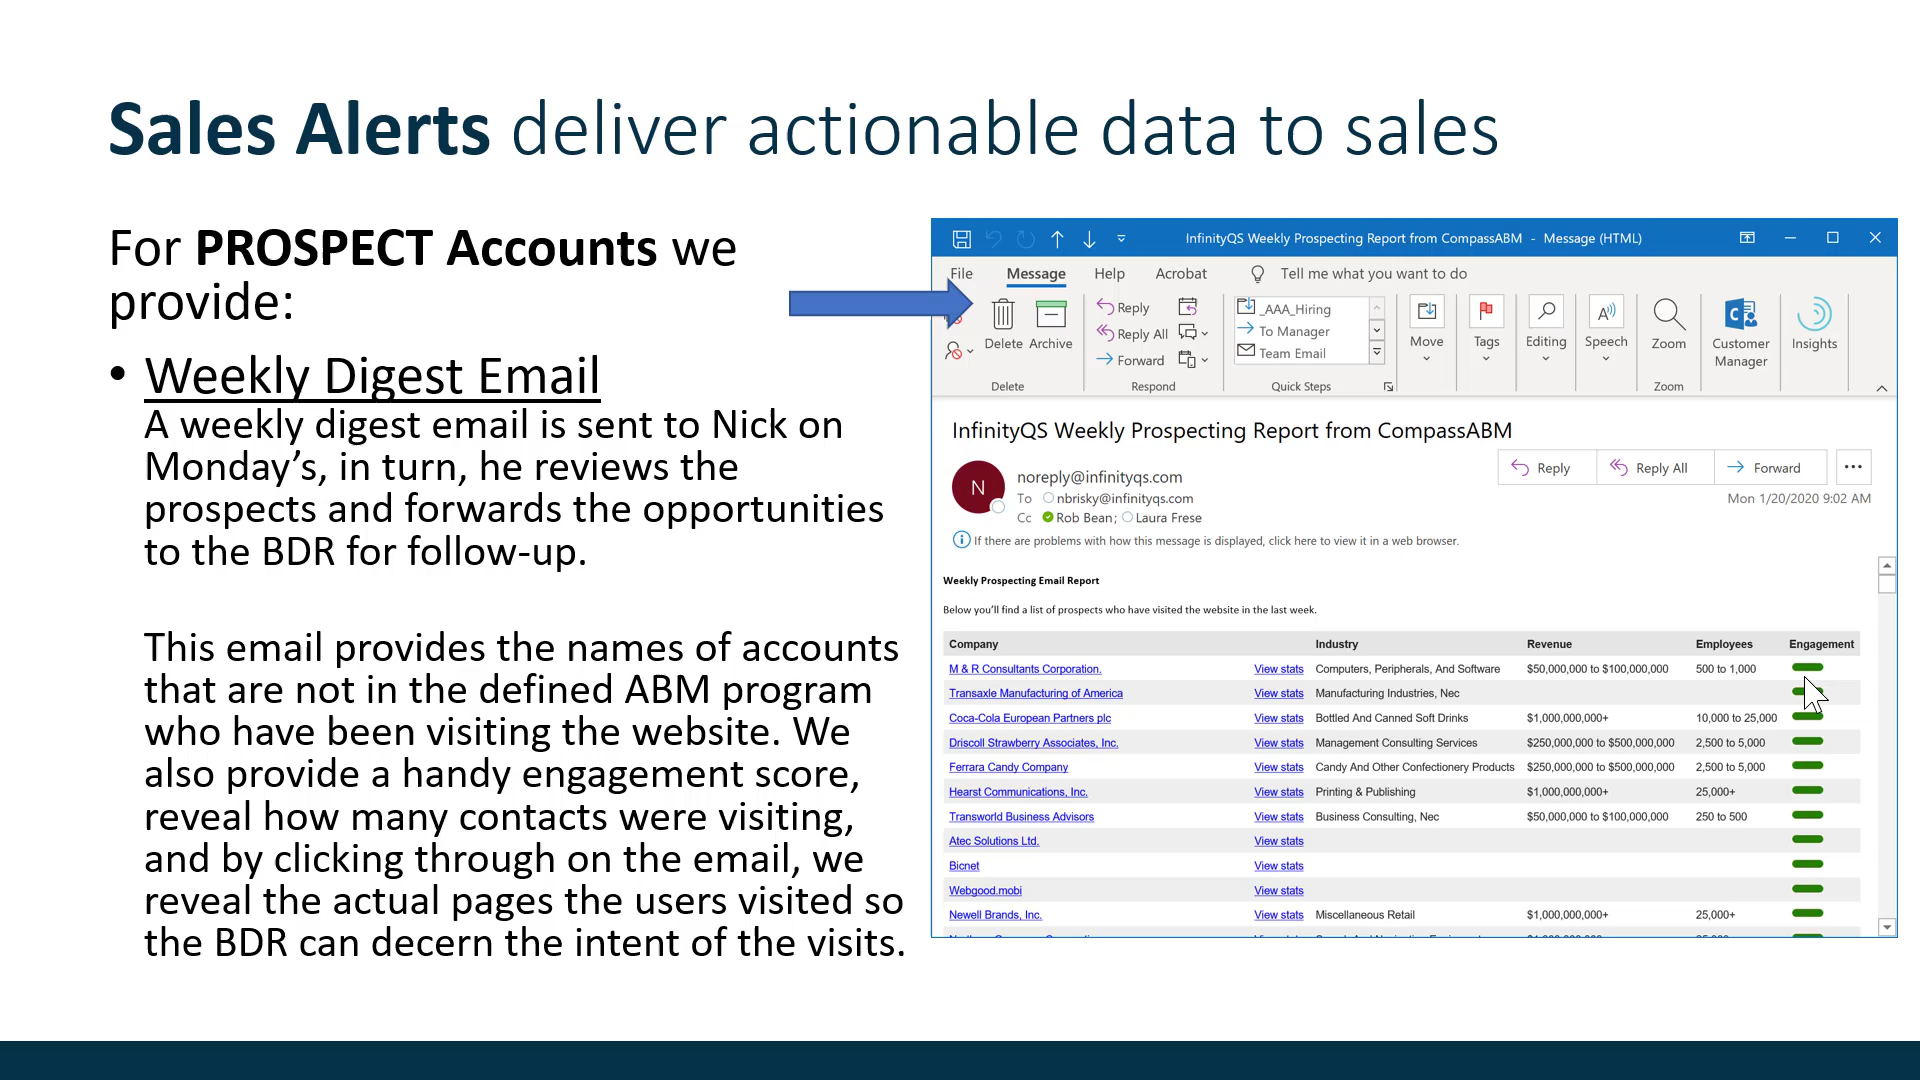 Sales Alerts deliver actionable data to sales
For PROSPECT Accounts we
provide:
• Weekly Digest Email
A weekly digest email is sent to Nick on
Monday’s, in turn, he reviews the
prospects and forwards the opportunities
to the BDR for follow-up.
This email provides the names of accounts
that are not in the defined ABM program
who have been visiting the website. We
also provide a handy engagement score,
reveal how many contacts were visiting,
and by clicking through on the email, we
reveal the actual pages the users visited so
the BDR can decern the intent of the visits.
InfinityQS Weekly Prospecting Report from CompassABM - Message (HTML)
File Message Help Acrobat Tell me what you want to do
Delete Archive
Reply
Reply All
Forward
_AAA_Hiring
To Manager
Team Email
Move Tags Editing Speech Zoom Customer Manager Insights
Delete Respond Quick Steps Zoom
InfinityQS Weekly Prospecting Report from CompassABM
N
noreply@infinityqs.com
To nbrisky@infinityqs.com
Cc Rob Bean; Laura Frese
Reply Reply All Forward ...
Mon 1/20/2020 9:02 AM
If there are problems with how this message is displayed, click here to view it in a web browser.
Weekly Prospecting Email Report
Below you’ll find a list of prospects who have visited the website in the last week.
Company Industry Revenue Employees Engagement
M & R Consultants Corporation. View stats Computers, Peripherals, And Software $50,000,000 to $100,000,000 500 to 1,000
Transaxle Manufacturing of America View stats Manufacturing Industries, Nec
Coca-Cola European Partners plc View stats Bottled And Canned Soft Drinks $1,000,000,000+ 10,000 to 25,000
Driscoll Strawberry Associates, Inc. View stats Management Consulting Services $250,000,000 to $500,000,000 2,500 to 5,000
Ferrara Candy Company View stats Candy And Other Confectionery Products $250,000,000 to $500,000,000 2,500 to 5,000
Hearst Communications, Inc. View stats Printing & Publishing $1,000,000,000+ 25,000+
Transworld Business Advisors View stats Business Consulting, Nec $50,000,000 to $100,000,000 250 to 500
Atec Solutions Ltd. View stats
Bicnet View stats
Webgood.mobi View stats
Newell Brands, Inc. View stats Miscellaneous Retail $1,000,000,000+ 25,000+